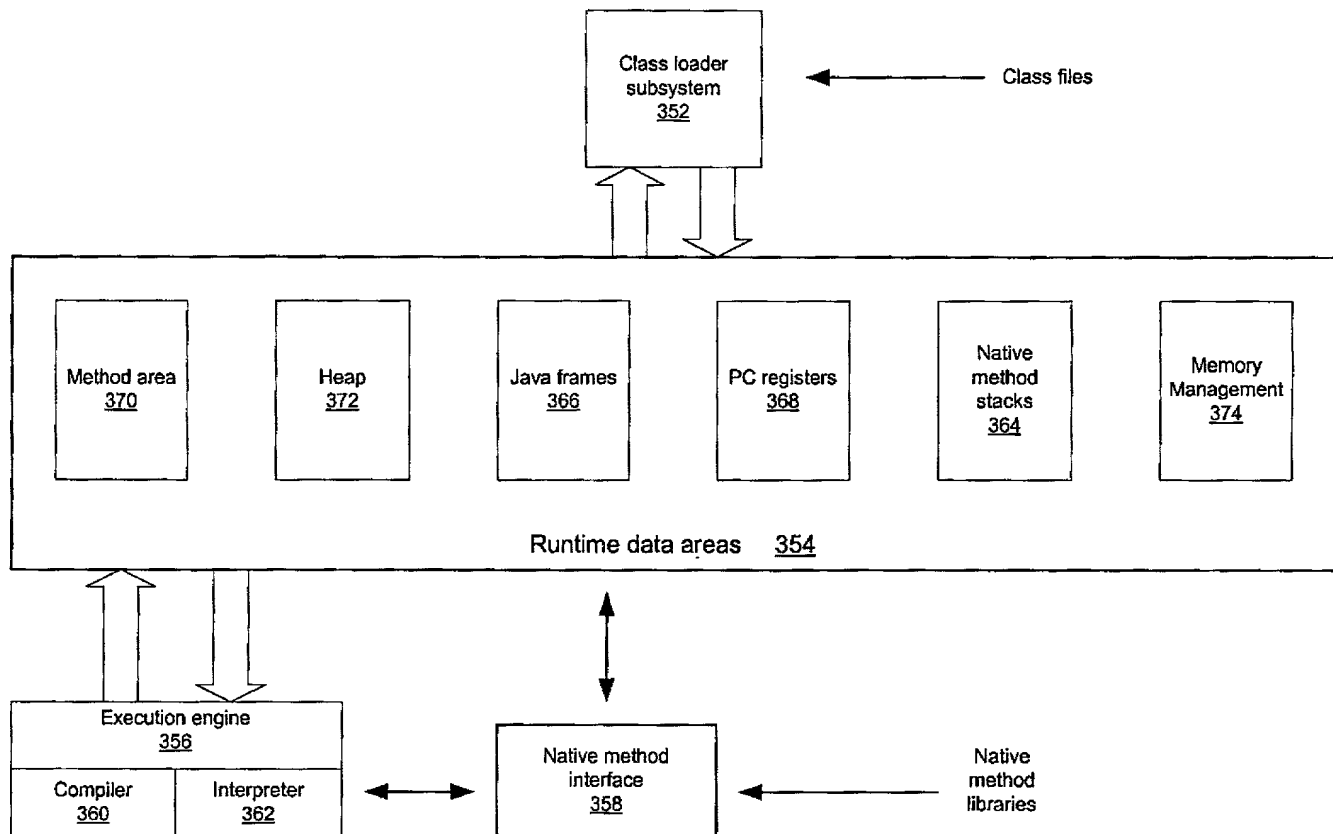 Class loader
subsystem
352
Class files
Method area
370
Heap
372
Java frames
366
PC registers
368
Native
method
stacks
364
Memory
Management
374
Runtime data areas 354
Execution engine
356
Compiler
360
Interpreter
362
Native method
interface
358
Native
method
libraries